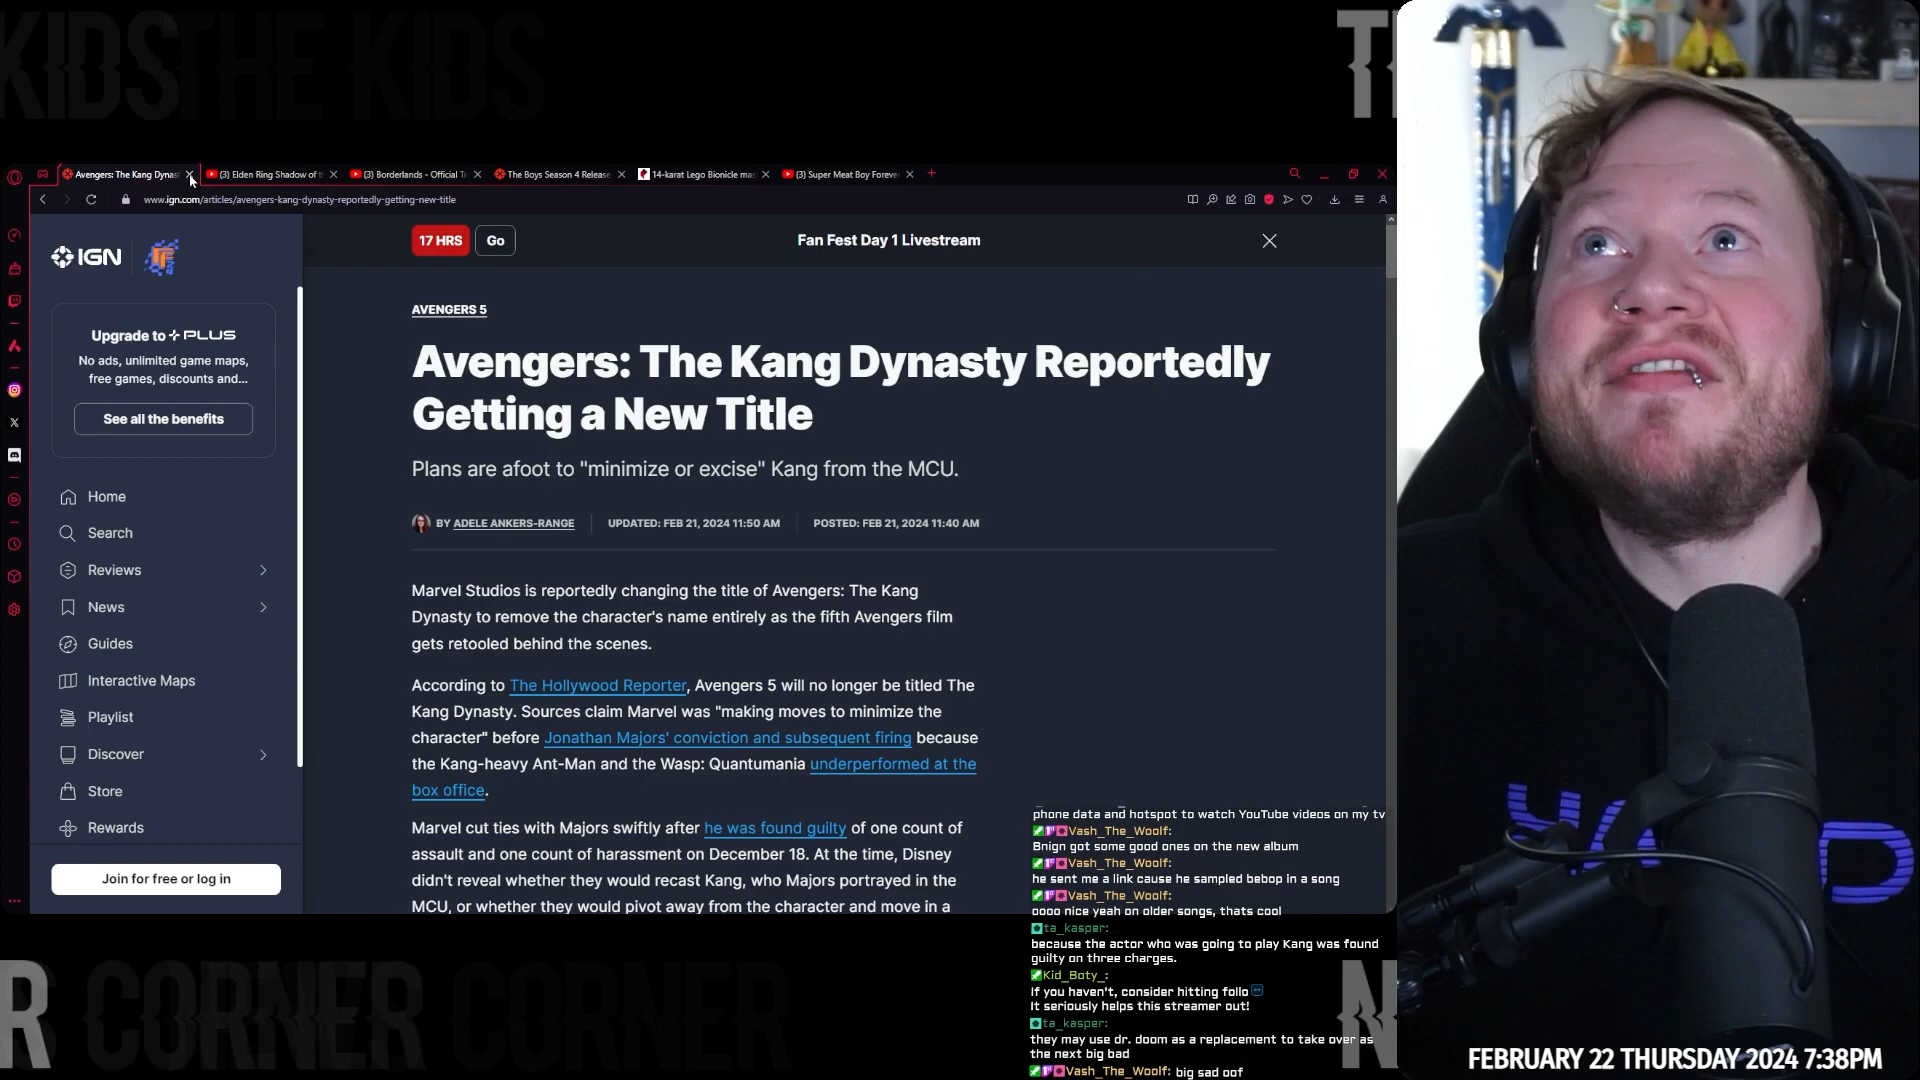 KIDS THE KIDS
Avengers: The Kang Dynast
(3) Elden Ring Shadow of t
(3) Borderlands - Official Tr
The Boys Season 4 Release
14-karat Lego Bionicle mas
(3) Super Meat Boy Foreve
www.ign.com/articles/avengers-kang-dynasty-reportedly-getting-new-title
IGN
17 HRS
Go
Fan Fest Day 1 Livestream
Upgrade to PLUS
No ads, unlimited game maps,
free games, discounts and...
See all the benefits
Home
Search
Reviews
News
Guides
Interactive Maps
Playlist
Discover
Store
Rewards
Join for free or log in
AVENGERS 5
Avengers: The Kang Dynasty Reportedly
Getting a New Title
Plans are afoot to "minimize or excise" Kang from the MCU.
BY ADELE ANKERS-RANGE
UPDATED: FEB 21, 2024 11:50 AM
POSTED: FEB 21, 2024 11:40 AM
Marvel Studios is reportedly changing the title of Avengers: The Kang
Dynasty to remove the character's name entirely as the fifth Avengers film
gets retooled behind the scenes.
According to The Hollywood Reporter, Avengers 5 will no longer be titled The
Kang Dynasty. Sources claim Marvel was "making moves to minimize the
character" before Jonathan Majors' conviction and subsequent firing because
the Kang-heavy Ant-Man and the Wasp: Quantumania underperformed at the
box office.
Marvel cut ties with Majors swiftly after he was found guilty of one count of
assault and one count of harassment on December 18. At the time, Disney
didn't reveal whether they would recast Kang, who Majors portrayed in the
MCU, or whether they would pivot away from the character and move in a
phone data and hotspot to watch YouTube videos on my tv
Vash_The_Woolf:
Bnign got some good ones on the new album
Vash_The_Woolf:
he sent me a link cause he sampled bebop in a song
Vash_The_Woolf:
oooo nice yeah on older songs, thats cool
ta_kasper:
because the actor who was going to play Kang was found
guilty on three charges.
Kid_Boty_:
If you haven't, consider hitting follo
It seriously helps this streamer out!
ta_kasper:
they may use dr. doom as a replacement to take over as
the next big bad
Vash_The_Woolf: big sad oof
R CORNER CORNER
FEBRUARY 22 THURSDAY 2024 7:38PM